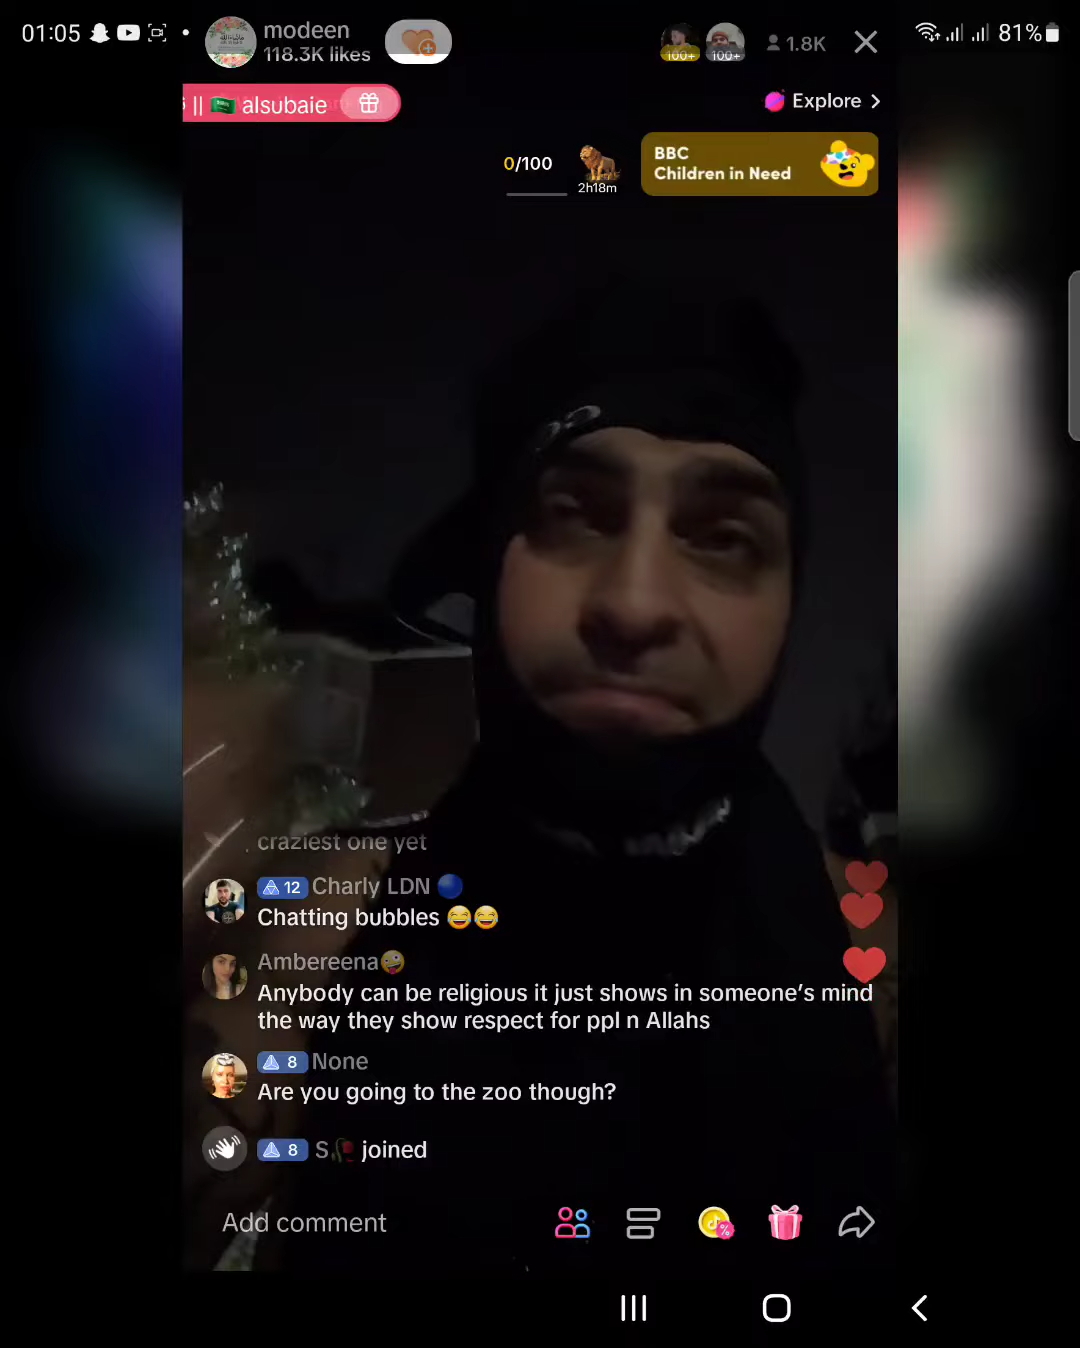 01:05
81%
modeen
118.3K likes
100+
100+
1.8K
|| 🇸🇦 alsubaie
Explore >
0/100
2h18m
BBC
Children in Need
craziest one yet
12 Charly LDN 🔵
Chatting bubbles 😂😂
Ambereena🤪
Anybody can be religious it just shows in someone’s mind
the way they show respect for ppl n Allahs
8 None
Are you going to the zoo though?
8 S🥀 joined
Add comment